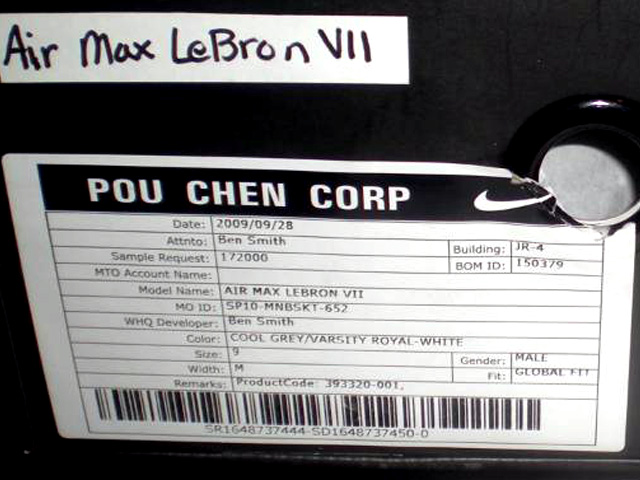 Air Max LeBron VII
POU CHEN CORP
Date: 2009/09/28
Attnto: Ben Smith
Building: JR-4
Sample Request: 172000
BOM ID: 150379
MTO Account Name:
Model Name: AIR MAX LEBRON VII
MO ID: SP10-MNBSKT-652
WHQ Developer: Ben Smith
Color: COOL GREY/VARSITY ROYAL-WHITE
Size: 9
Gender: MALE
Width: M
Fit: GLOBAL FIT
Remarks: ProductCode: 393320-001,
SR1648737444-SD1648737450-0